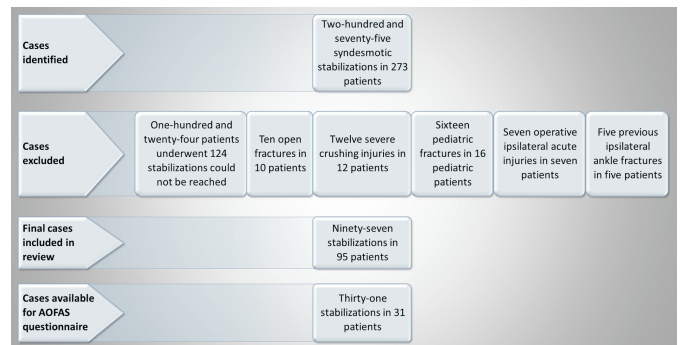 Cases
identified
Two-hundred and
seventy-five
syndesmotic
stabilizations in 273
patients
Cases
excluded
One-hundred and
twenty-four patients
underwent 124
stabilizations could
not be reached
Ten open
fractures in
10 patients
Twelve severe
crushing injuries in
12 patients
Sixteen
pediatric
fractures in 16
pediatric
patients
Seven operative
ipsilateral acute
injuries in seven
patients
Five previous
ipsilateral
ankle fractures
in five patients
Final cases
included in
review
Ninety-seven
stabilizations in
95 patients
Cases available
for AOFAS
questionnaire
Thirty-one
stabilizations in 31
patients